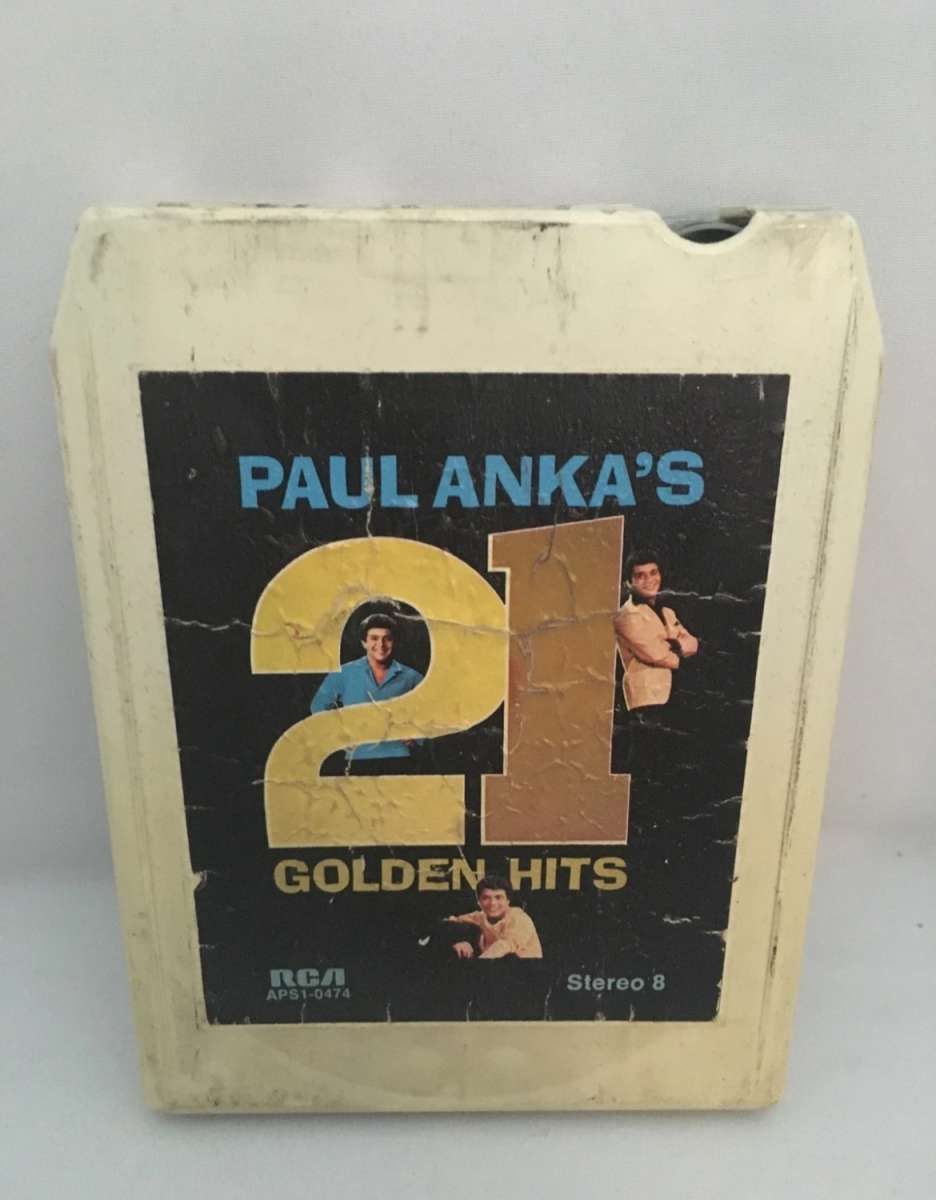 PAUL ANKA'S
21
GOLDEN HITS
RCA
APS1-0474
Stereo 8